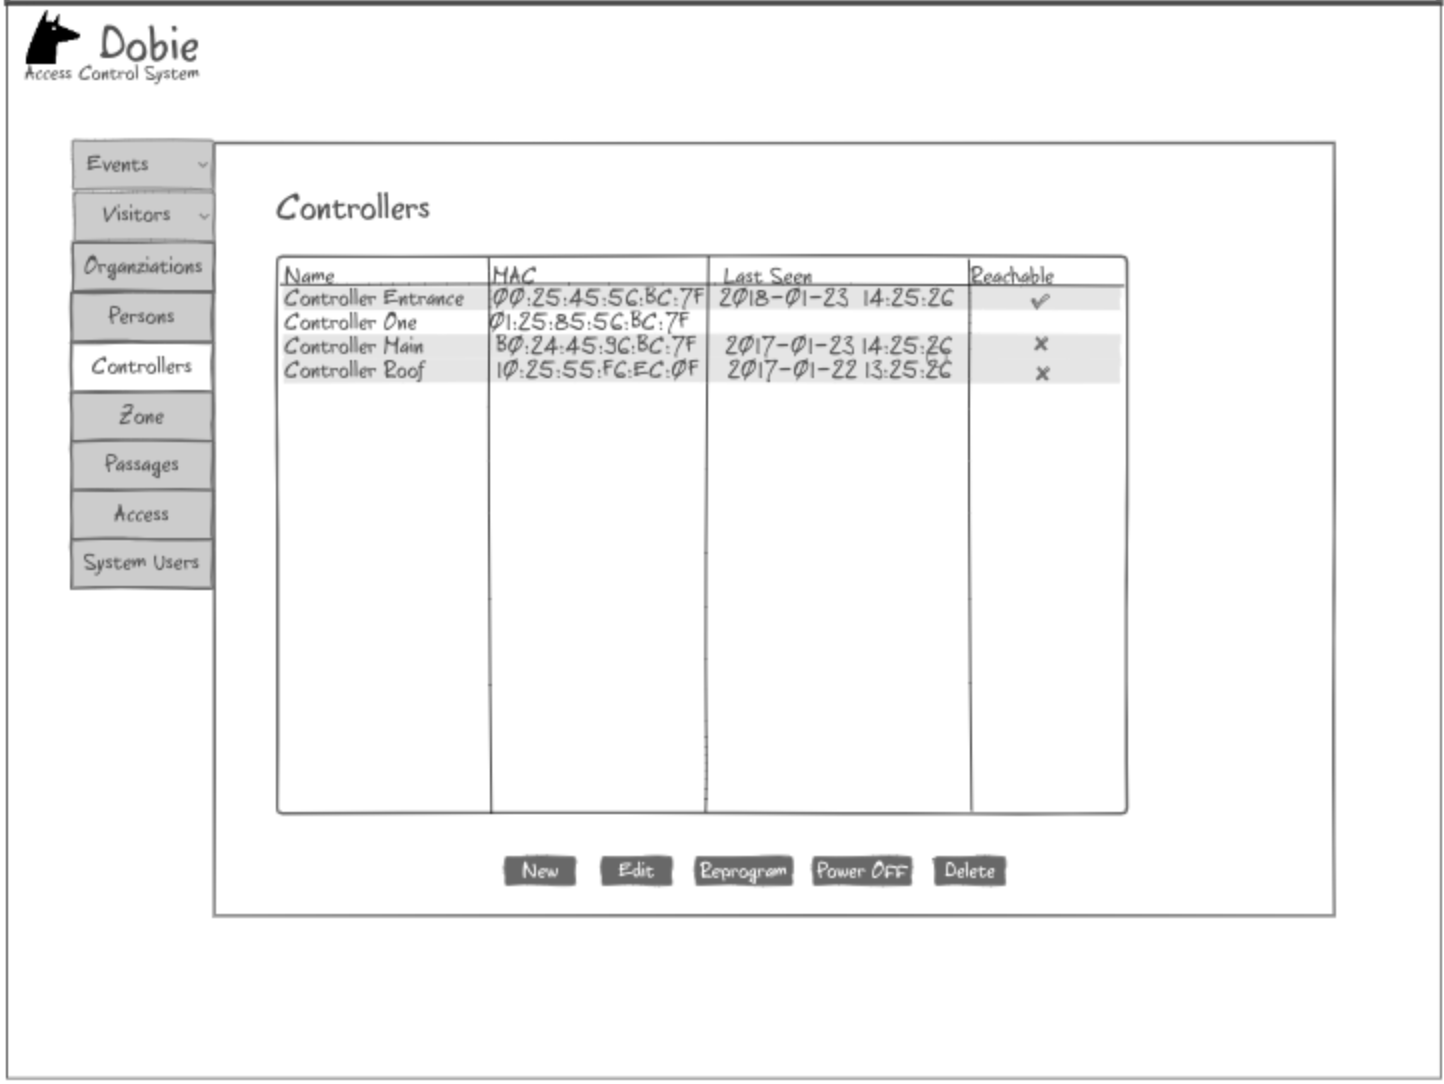 Dobie
Access Control System
Events
Visitors
Organziations
Persons
Controllers
Zone
Passages
Access
System Users
Controllers
Name MAC Last Seen Reachable
Controller Entrance 00:25:45:56:BC:7F 2018-01-23 14:25:26
Controller One 01:25:85:56:BC:7F
Controller Main B0:24:45:96:BC:7F 2017-01-23 14:25:26
Controller Roof 10:25:55:F6:EC:0F 2017-01-22 13:25:26
New Edit Reprogram Power OFF Delete